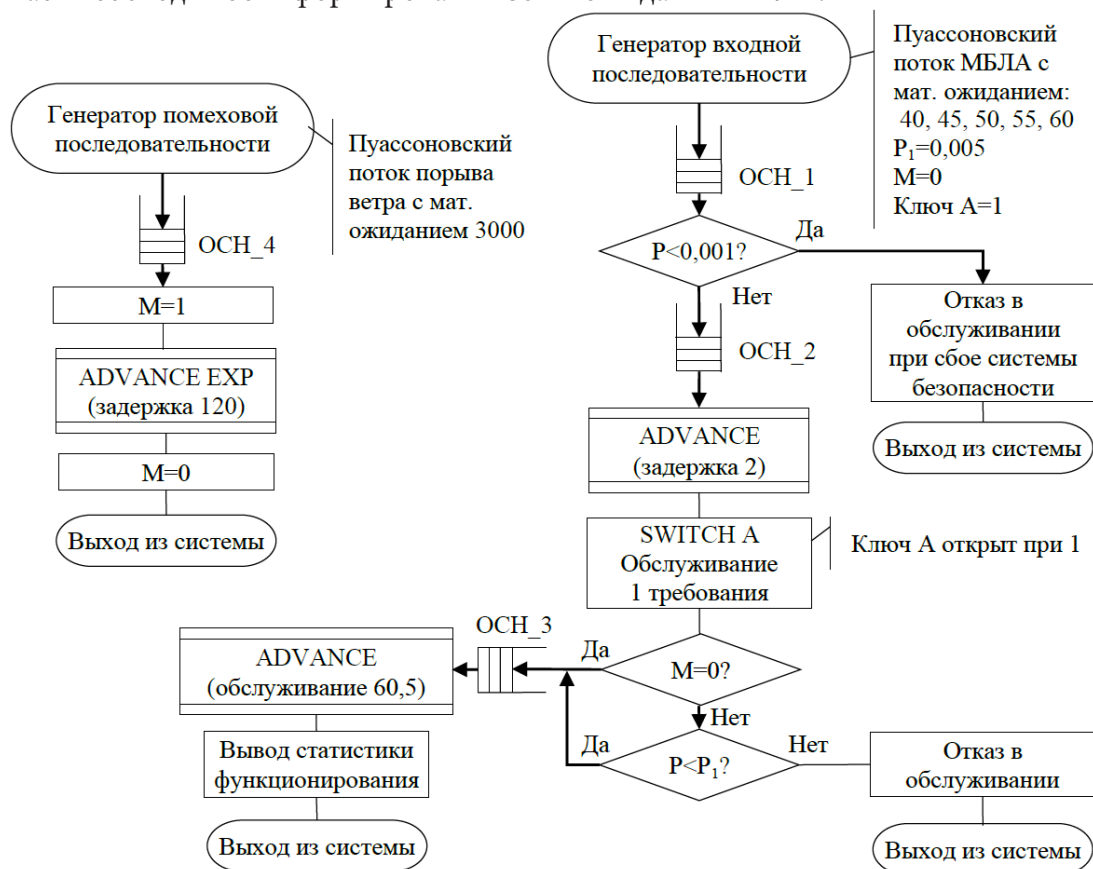 Генератор входной
последовательности
Пуассоновский
поток МБЛА с
мат. ожиданием:
40, 45, 50, 55, 60
P₁=0,005
M=0
Ключ A=1
Генератор помеховой
последовательности
Пуассоновский
поток порыва
ветра с мат.
ожиданием 3000
ОСН_4
M=1
ADVANCE EXP
(задержка 120)
M=0
Выход из системы
ОСН_1
P<0,001?
Да
Нет
Отказ в
обслуживании
при сбое системы
безопасности
Выход из системы
ОСН_2
ADVANCE
(задержка 2)
SWITCH A
Обслуживание
1 требования
Ключ А открыт при 1
M=0?
Да
Нет
ОСН_3
ADVANCE
(обслуживание 60,5)
Вывод статистики
функционирования
Выход из системы
P<P₁?
Да
Нет
Отказ в
обслуживании
Выход из системы